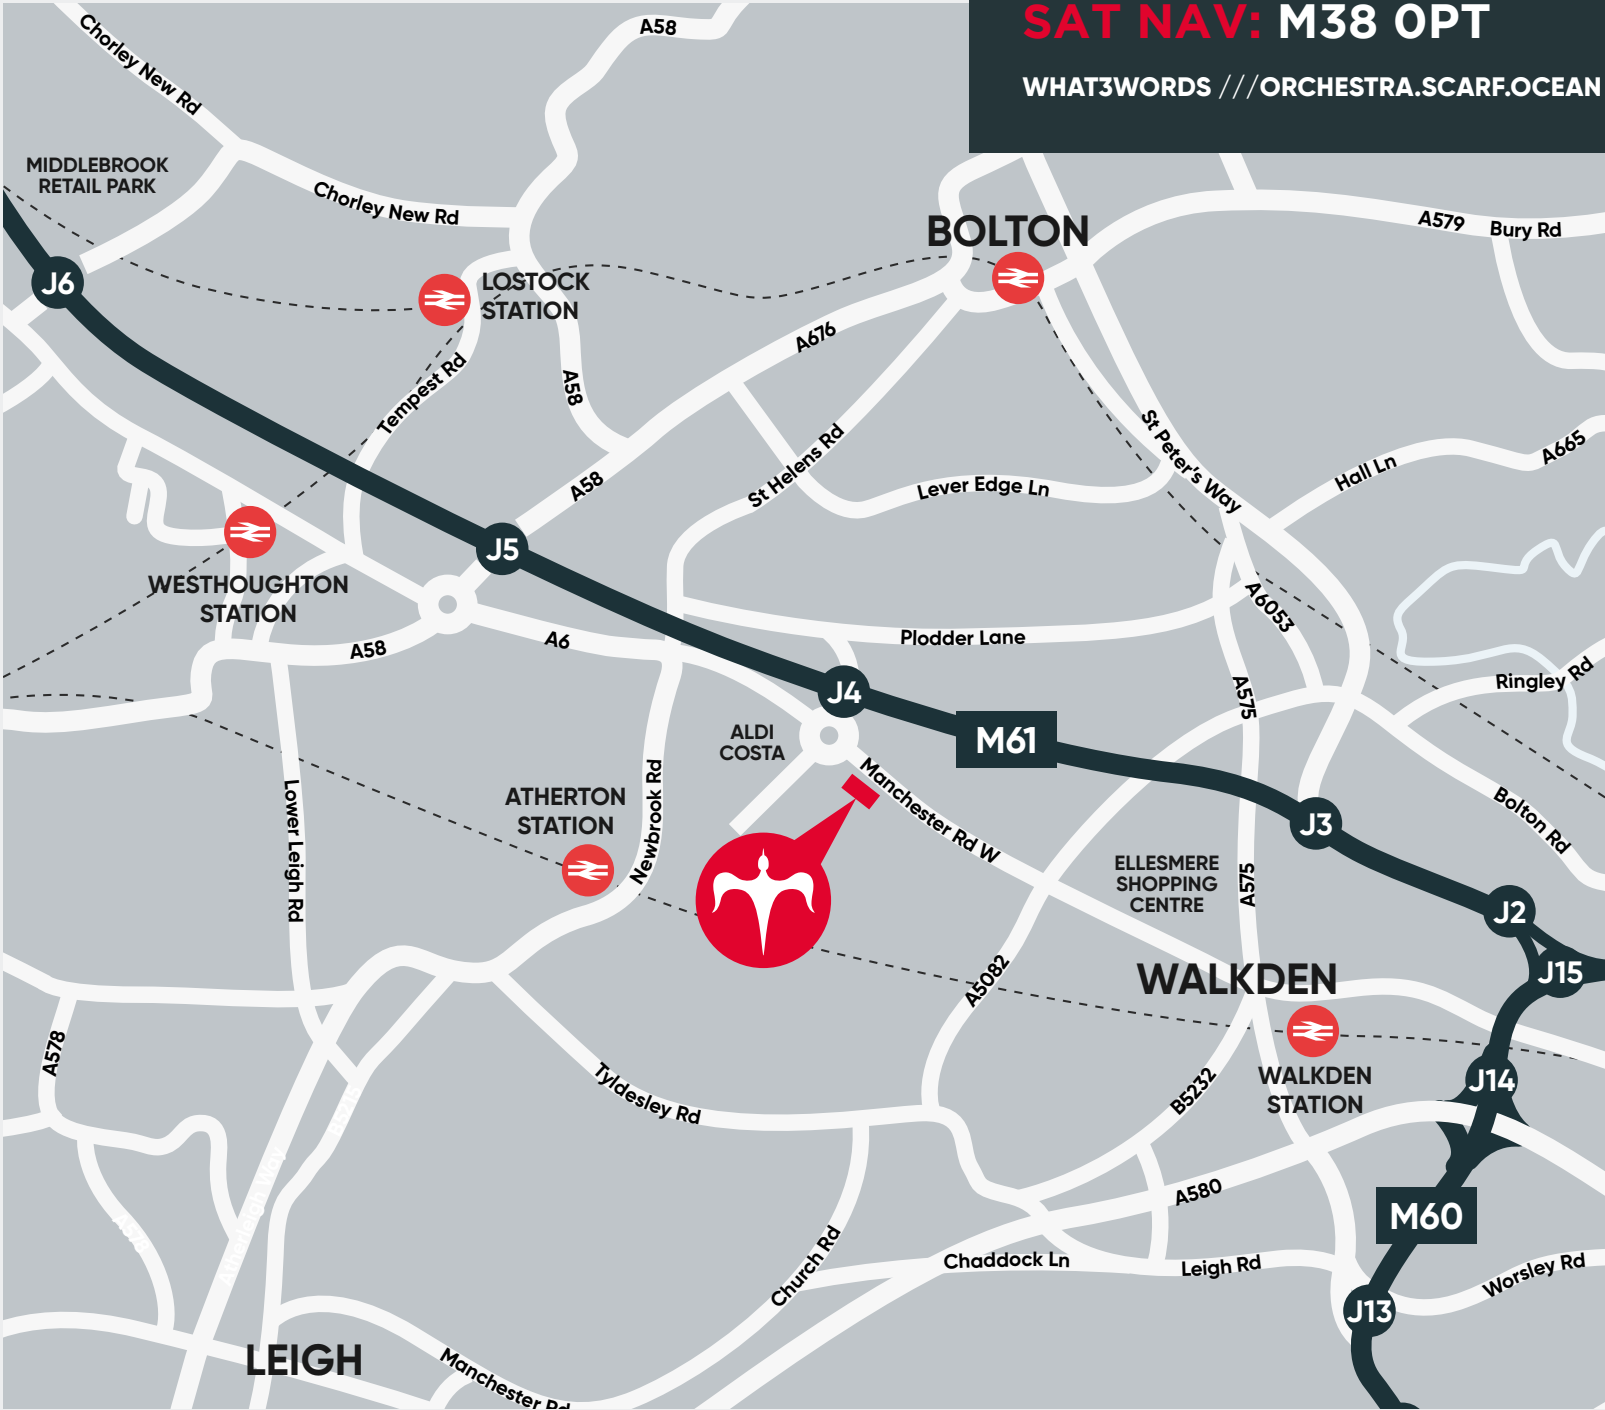 SAT NAV: M38 0PT
WHAT3WORDS ///ORCHESTRA.SCARF.OCEAN
Chorley New Rd
A58
MIDDLEBROOK
RETAIL PARK
Chorley New Rd
BOLTON
A579
Bury Rd
J6
LOSTOCK
STATION
A676
Tempest Rd
A58
St Helens Rd
St Peter's Way
A665
Hall Ln
A58
Lever Edge Ln
J5
WESTHOUGHTON
STATION
A6053
A58
A6
Plodder Lane
Ringley Rd
J4
A575
ALDI
COSTA
M61
Manchester Rd W
Newbrook Rd
Lower Leigh Rd
ATHERTON
STATION
Bolton Rd
J3
ELLESMERE
SHOPPING
CENTRE
A575
J2
WALKDEN
J15
A5082
A578
B5215
Tyldesley Rd
B5232
WALKDEN
STATION
J14
Atherleigh Way
A578
A580
M60
Church Rd
Chaddock Ln
Leigh Rd
Worsley Rd
J13
LEIGH
Manchester Rd